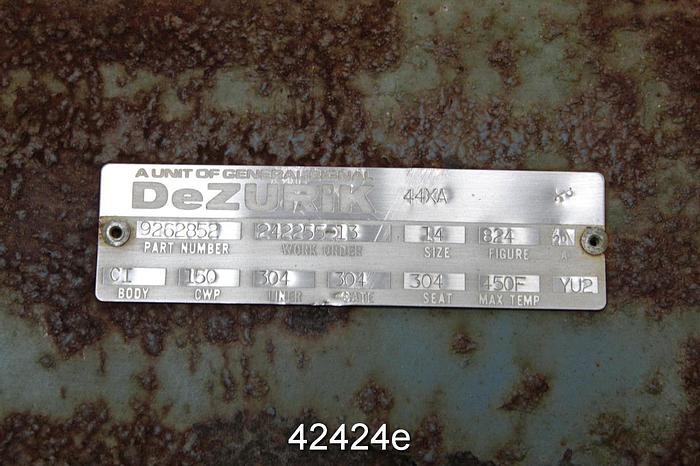 A UNIT OF GENERAL SIGNAL
DeZURIK 44XA
9262852 242255-13 14 824
PART NUMBER WORK ORDER SIZE FIGURE
CI 150 304 304 304 450F YU2
BODY CWP LINER GATE SEAT MAX TEMP
42424e